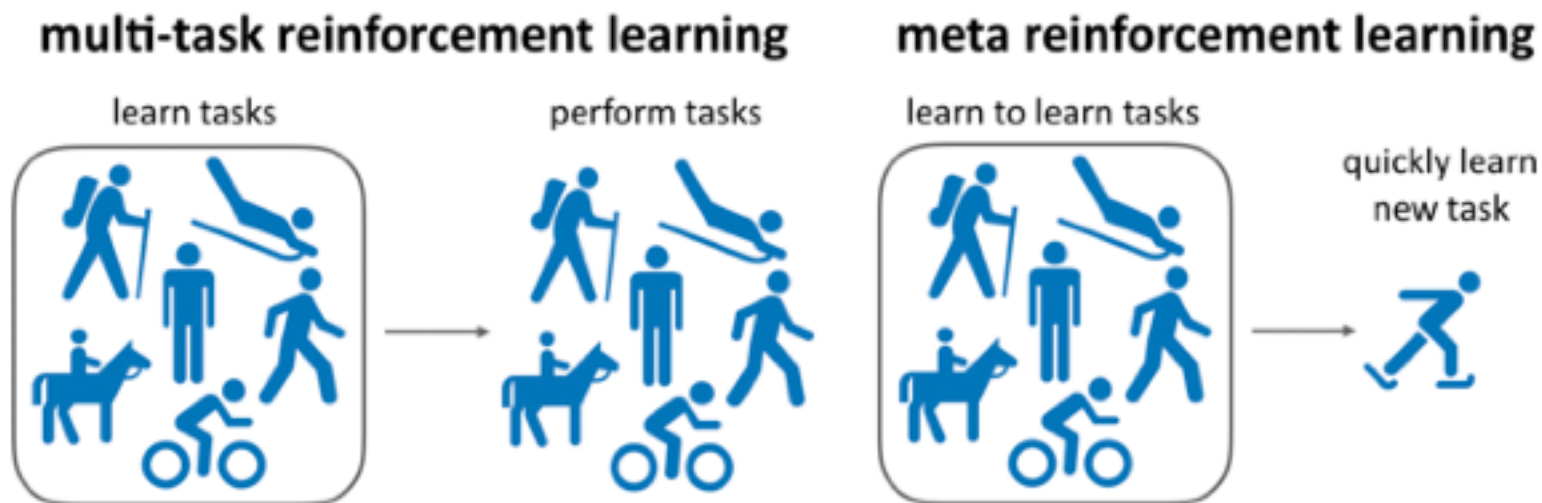 multi-task reinforcement learning
learn tasks
perform tasks
meta reinforcement learning
learn to learn tasks
quickly learn
new task